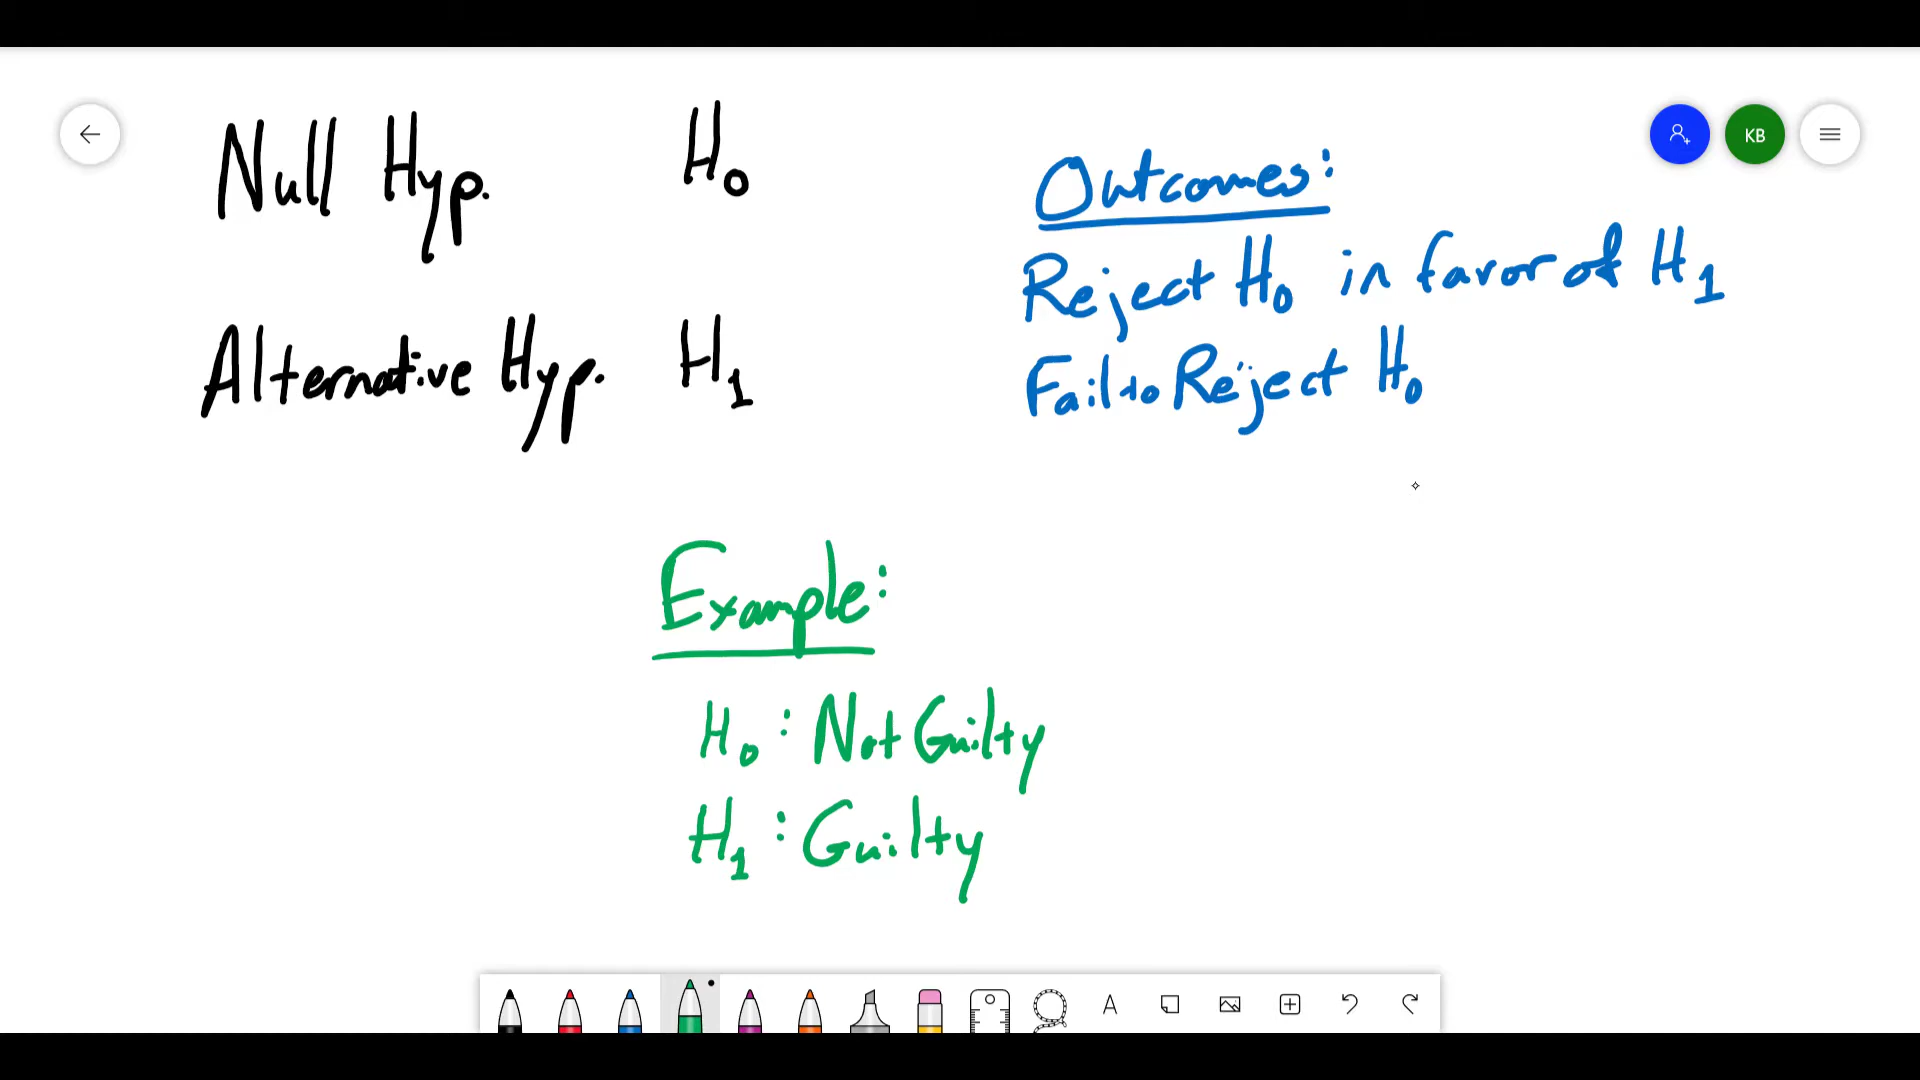 Null Hyp. H0
Alternative Hyp. H1
Outcomes:
Reject H0 in favor of H1
Fail to Reject H0
KB
Example:
H0 : Not Guilty
H1 : Guilty
A